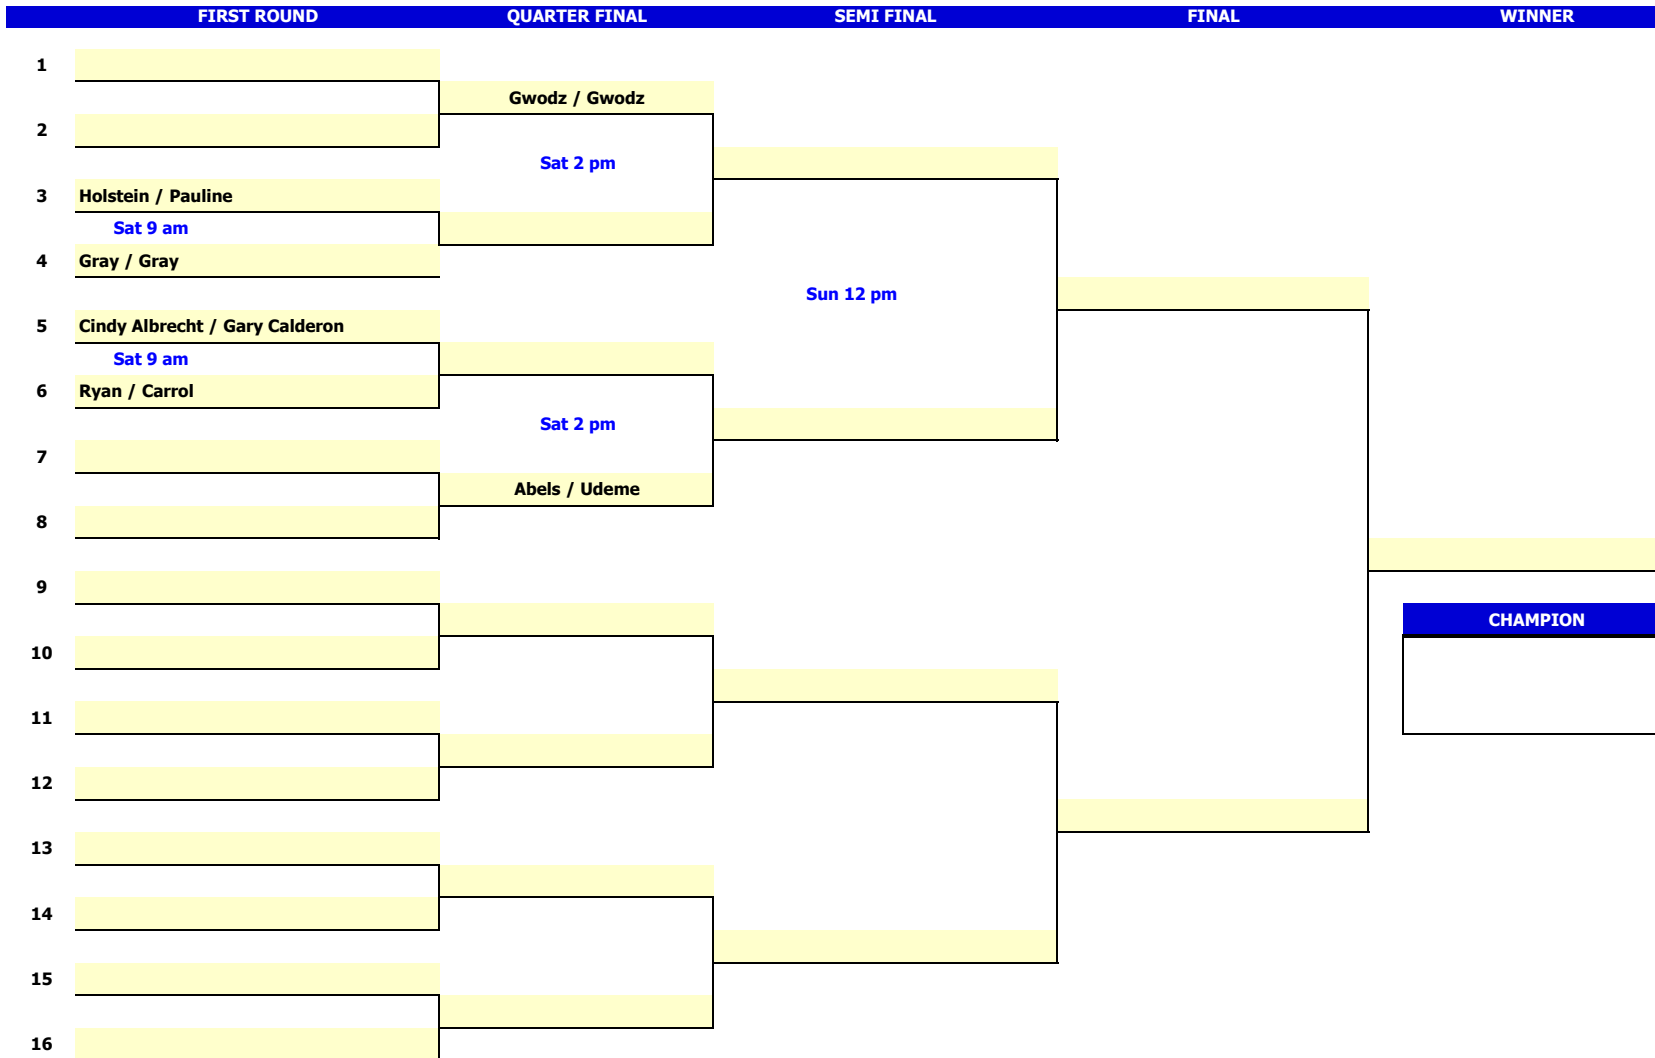 FIRST ROUND QUARTER FINAL SEMI FINAL FINAL WINNER
1
Gwodz / Gwodz
2
Sat 2 pm
3 Holstein / Pauline
Sat 9 am
4 Gray / Gray
Sun 12 pm
5 Cindy Albrecht / Gary Calderon
Sat 9 am
6 Ryan / Carrol
Sat 2 pm
7
Abels / Udeme
8
9
CHAMPION
10
11
12
13
14
15
16